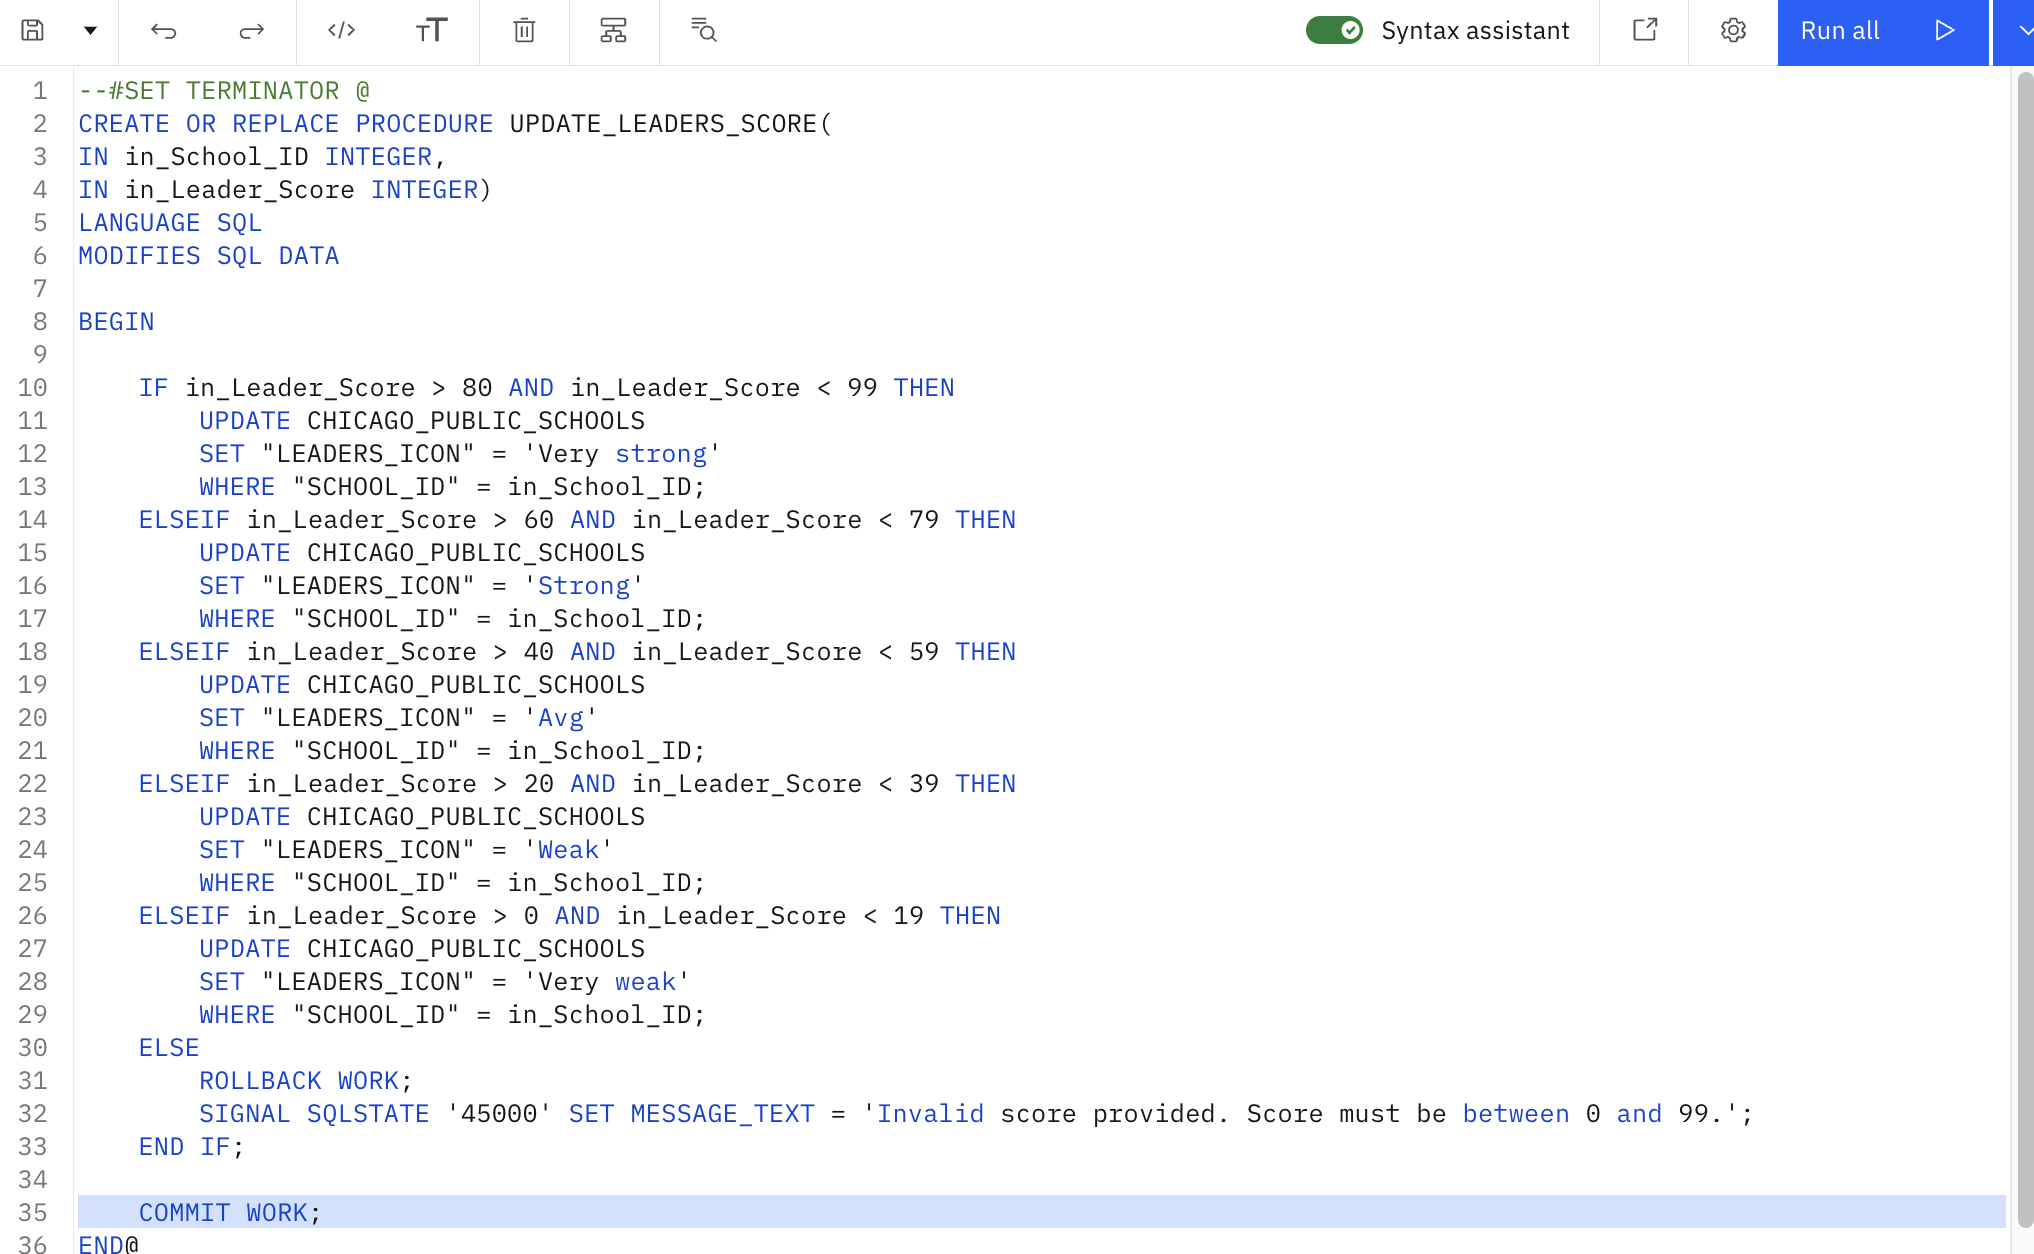 Syntax assistant
Run all
1 --#SET TERMINATOR @
2 CREATE OR REPLACE PROCEDURE UPDATE_LEADERS_SCORE(
3 IN in_School_ID INTEGER,
4 IN in_Leader_Score INTEGER)
5 LANGUAGE SQL
6 MODIFIES SQL DATA
7
8 BEGIN
9
10     IF in_Leader_Score > 80 AND in_Leader_Score < 99 THEN
11         UPDATE CHICAGO_PUBLIC_SCHOOLS
12         SET "LEADERS_ICON" = 'Very strong'
13         WHERE "SCHOOL_ID" = in_School_ID;
14     ELSEIF in_Leader_Score > 60 AND in_Leader_Score < 79 THEN
15         UPDATE CHICAGO_PUBLIC_SCHOOLS
16         SET "LEADERS_ICON" = 'Strong'
17         WHERE "SCHOOL_ID" = in_School_ID;
18     ELSEIF in_Leader_Score > 40 AND in_Leader_Score < 59 THEN
19         UPDATE CHICAGO_PUBLIC_SCHOOLS
20         SET "LEADERS_ICON" = 'Avg'
21         WHERE "SCHOOL_ID" = in_School_ID;
22     ELSEIF in_Leader_Score > 20 AND in_Leader_Score < 39 THEN
23         UPDATE CHICAGO_PUBLIC_SCHOOLS
24         SET "LEADERS_ICON" = 'Weak'
25         WHERE "SCHOOL_ID" = in_School_ID;
26     ELSEIF in_Leader_Score > 0 AND in_Leader_Score < 19 THEN
27         UPDATE CHICAGO_PUBLIC_SCHOOLS
28         SET "LEADERS_ICON" = 'Very weak'
29         WHERE "SCHOOL_ID" = in_School_ID;
30     ELSE
31         ROLLBACK WORK;
32         SIGNAL SQLSTATE '45000' SET MESSAGE_TEXT = 'Invalid score provided. Score must be between 0 and 99.';
33     END IF;
34
35     COMMIT WORK;
36 END@